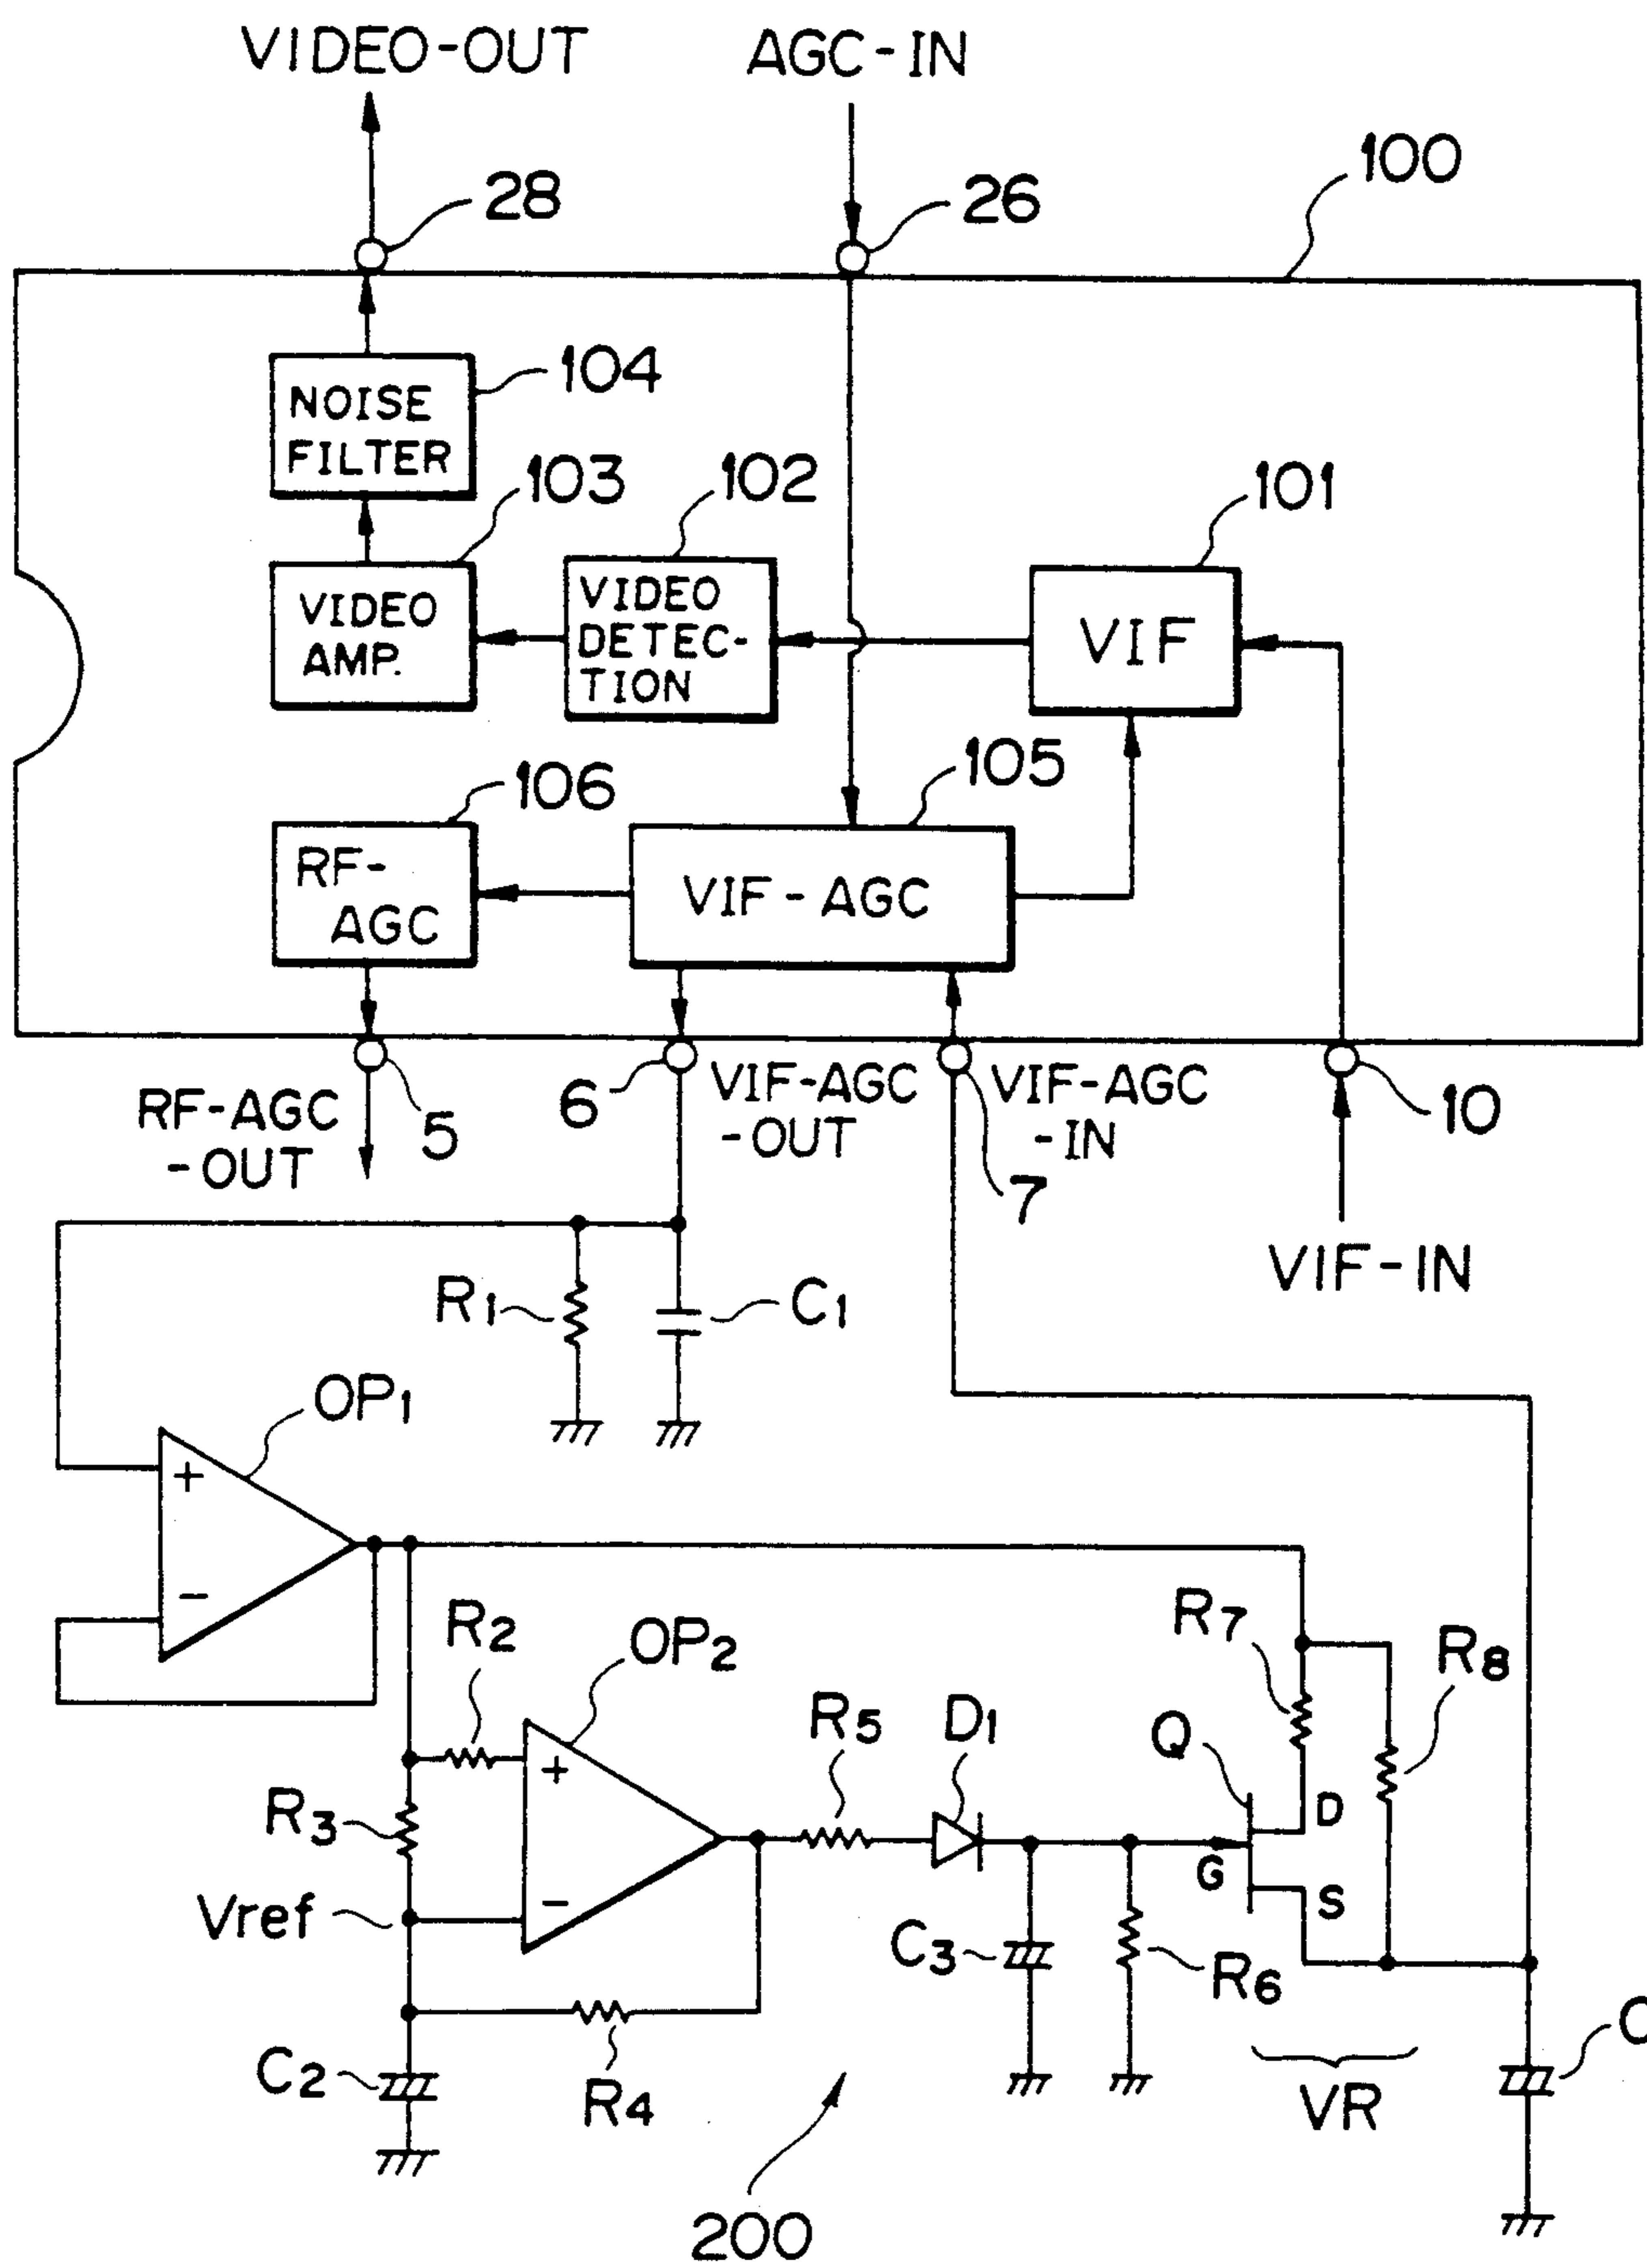 VIDEO-OUT
AGC-IN
100
28
26
NOISE
FILTER
104
103
102
101
VIDEO
AMP.
VIDEO
DETEC-
TION
VIF
106
105
RF-
AGC
VIF-AGC
RF-AGC
-OUT
5
6
VIF-AGC
-OUT
VIF-AGC
-IN
7
10
VIF-IN
R1
C1
OP1
+
-
R2
OP2
R3
Vref
+
-
R5
D1
Q
R7
R8
D
G
S
C3
R6
C2
R4
VR
C
200